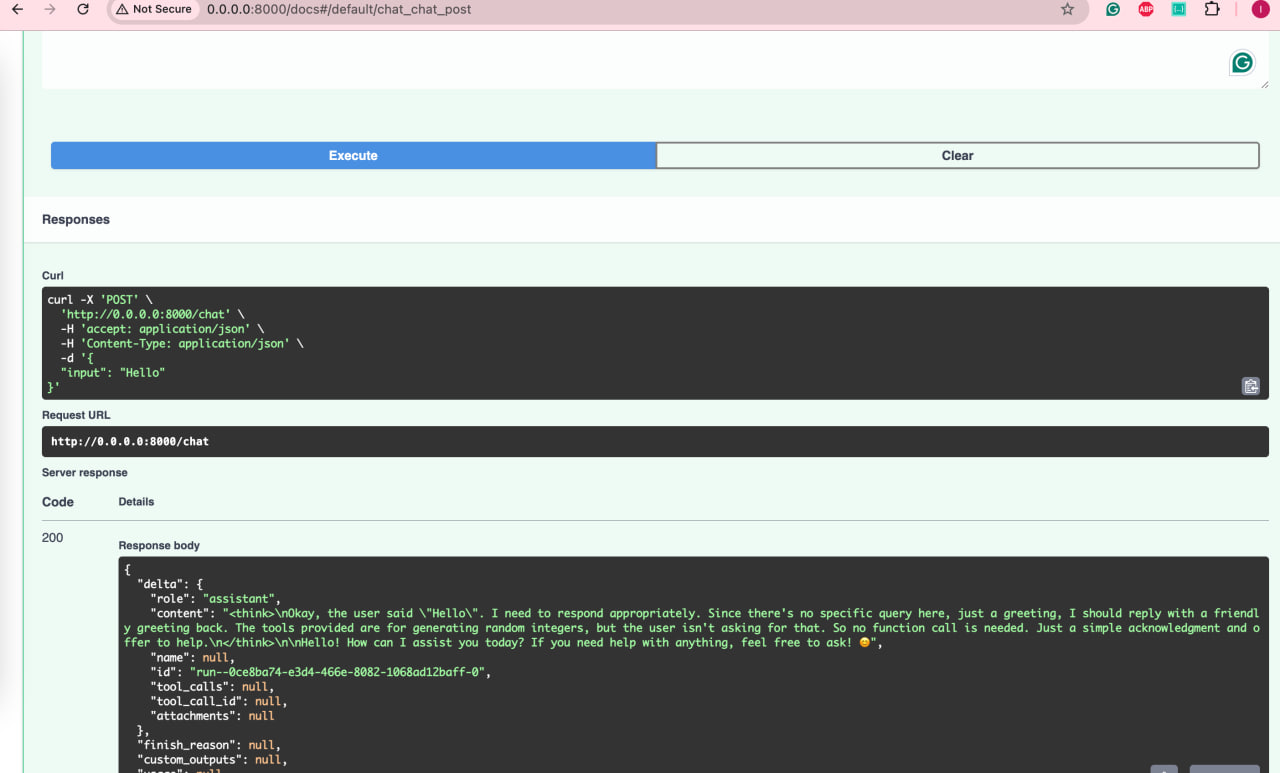 Not Secure 0.0.0.0:8000/docs#/default/chat_chat_post
ABP
I
Execute
Clear
Responses
Curl
curl -X 'POST' \
'http://0.0.0.0:8000/chat' \
-H 'accept: application/json' \
-H 'Content-Type: application/json' \
-d '{
"input": "Hello"
}'
Request URL
http://0.0.0.0:8000/chat
Server response
Code Details
200
Response body
{
"delta": {
"role": "assistant",
"content": "<think>\nOkay, the user said \"Hello\". I need to respond appropriately. Since there's no specific query here, just a greeting, I should reply with a friendl
y greeting back. The tools provided are for generating random integers, but the user isn't asking for that. So no function call is needed. Just a simple acknowledgment and o
ffer to help.\n</think>\n\nHello! How can I assist you today? If you need help with anything, feel free to ask! 😊",
"name": null,
"id": "run--0ce8ba74-e3d4-466e-8082-1068ad12baff-0",
"tool_calls": null,
"tool_call_id": null,
"attachments": null
},
"finish_reason": null,
"custom_outputs": null,